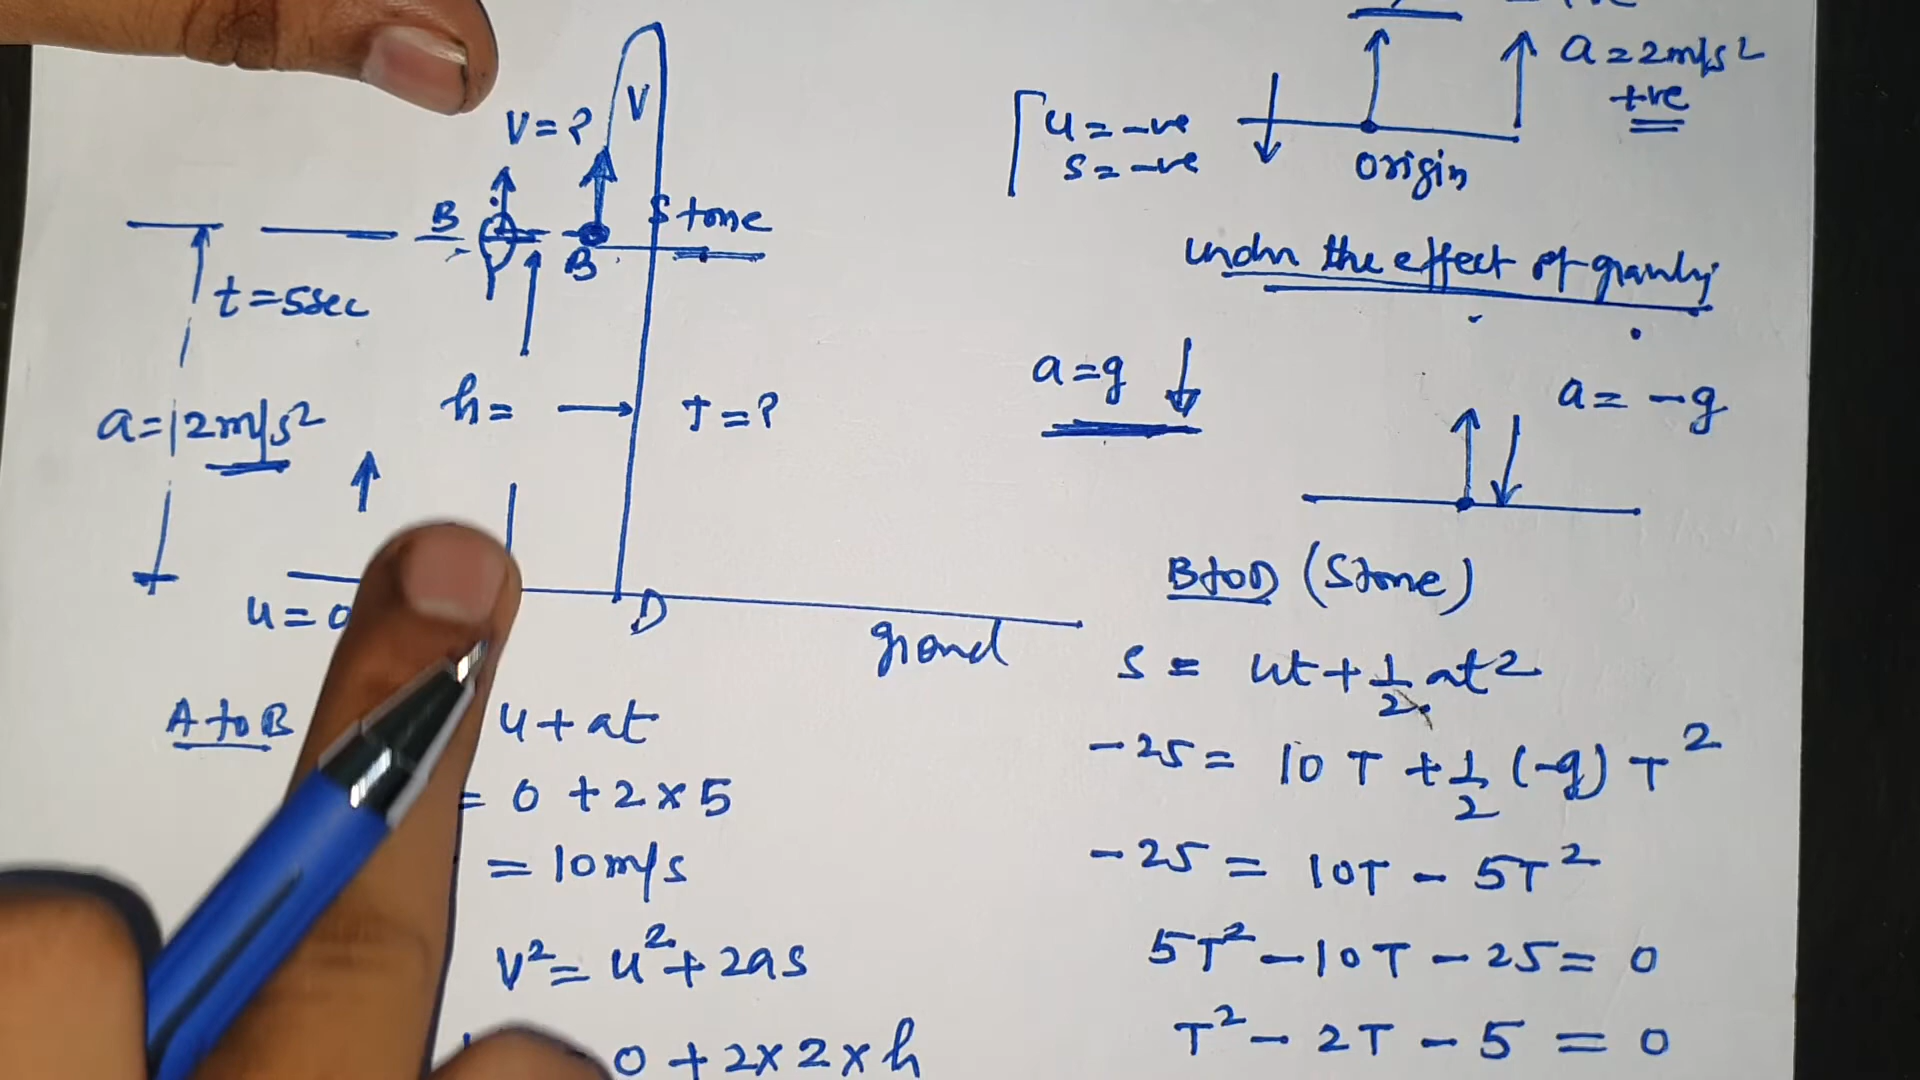 V
V=?
B
Stone
B
t=5sec
a=2m/s²
h=
T=?
u=0
D
ground
A to B
u+at
= 0+2×5
= 10m/s
V²=u²+2as
0+2×2×h
a=2m/s²
+ve
u=-ve
s=-ve
origin
under the effect of gravity
a=g
a=-g
B to D (Stone)
s = ut+1/2at²
-25= 10T+1/2(-g)T²
-25= 10T-5T²
5T²-10T-25=0
T²-2T-5=0